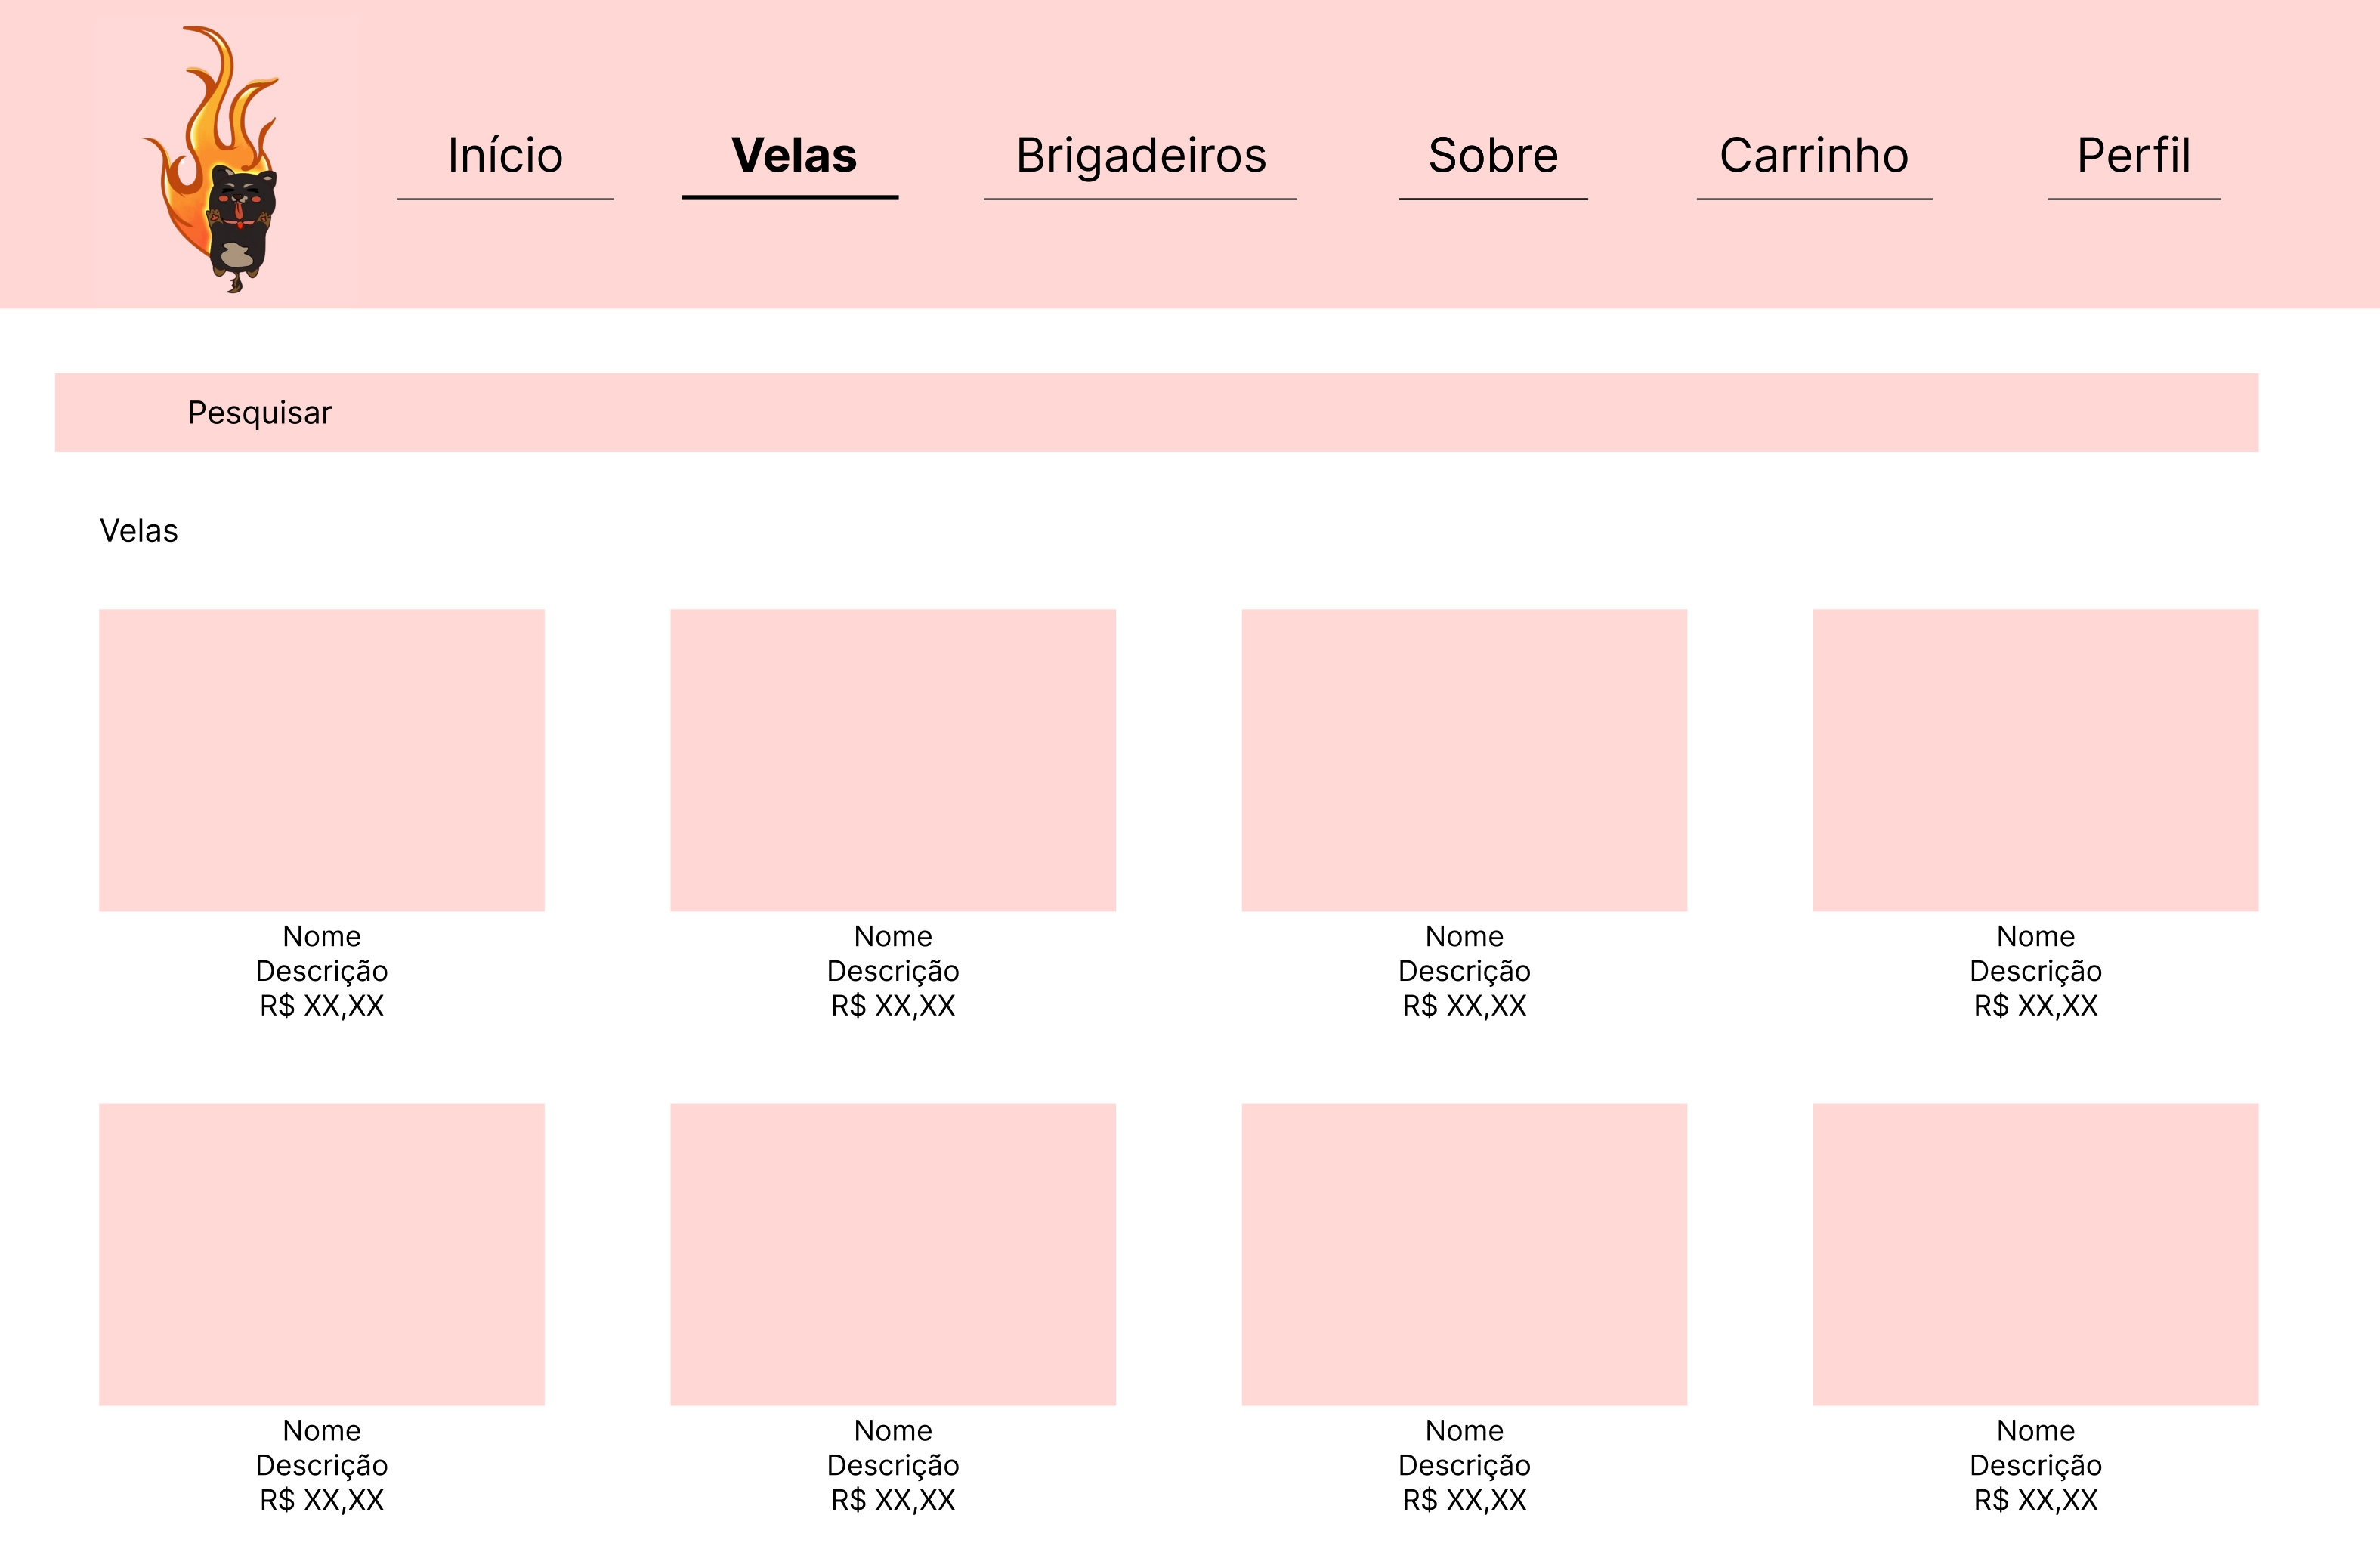 Início Velas Brigadeiros Sobre Carrinho Perfil
Pesquisar
Velas
Nome Nome Nome Nome
Descrição Descrição Descrição Descrição
R$ XX,XX R$ XX,XX R$ XX,XX R$ XX,XX
Nome Nome Nome Nome
Descrição Descrição Descrição Descrição
R$ XX,XX R$ XX,XX R$ XX,XX R$ XX,XX